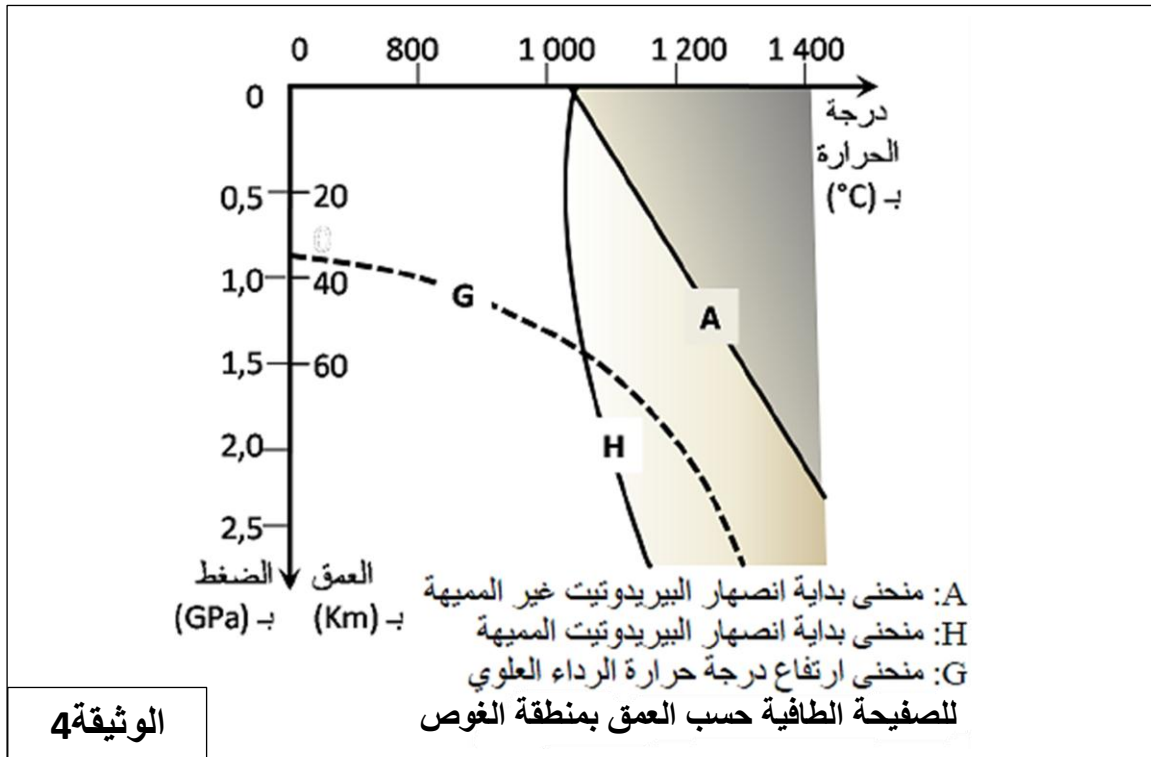 0 800 1 000 1 200 1 400
0
درجة
الحرارة
بـ (°C)
0,5 20
1,0 40
G
A
1,5 60
H
2,0
2,5
الضغط العمق
بـ (GPa) بـ (Km)
A: منحنى بداية انصهار البيريدوتيت غير المميهة
H: منحنى بداية انصهار البيريدوتيت المميهة
G: منحنى ارتفاع درجة حرارة الرداء العلوي
للصفيحة الطافية حسب العمق بمنطقة الغوص
الوثيقة4